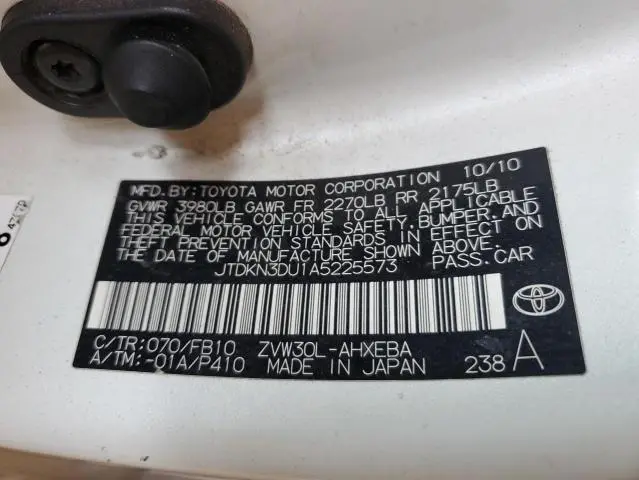 MFD. BY: TOYOTA MOTOR CORPORATION 10/10
GVWR 3980LB GAWR FR 2270LB RR 2175LB
THIS VEHICLE CONFORMS TO ALL APPLICABLE
FEDERAL MOTOR VEHICLE SAFETY, BUMPER, AND
THEFT PREVENTION STANDARDS IN EFFECT ON
THE DATE OF MANUFACTURE SHOWN ABOVE.
JTDKN3DU1A5225573 PASS. CAR
C/TR: 070/FB10 ZVW30L-AHXEBA
A/TM: -01A/P410 MADE IN JAPAN 238 A